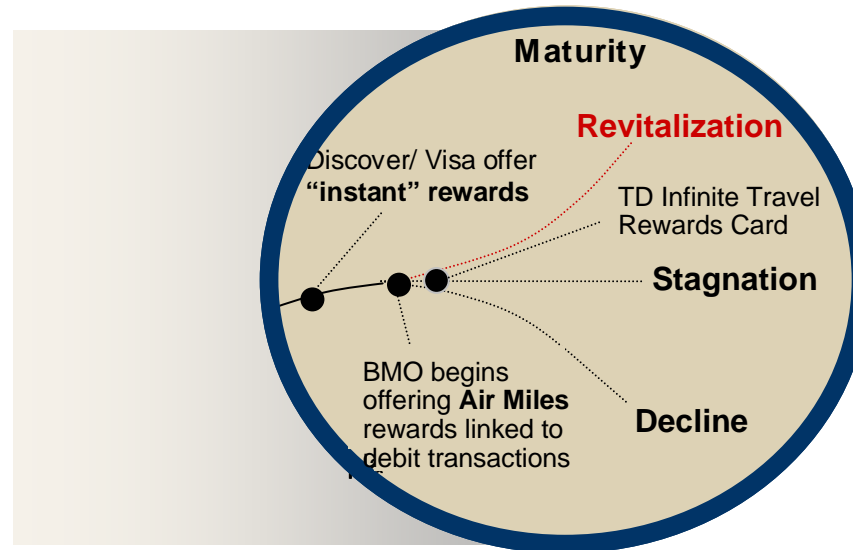 Maturity
Revitalization
Discover/ Visa offer
“instant” rewards
TD Infinite Travel
Rewards Card
Stagnation
BMO begins
offering Air Miles
rewards linked to
debit transactions
Decline